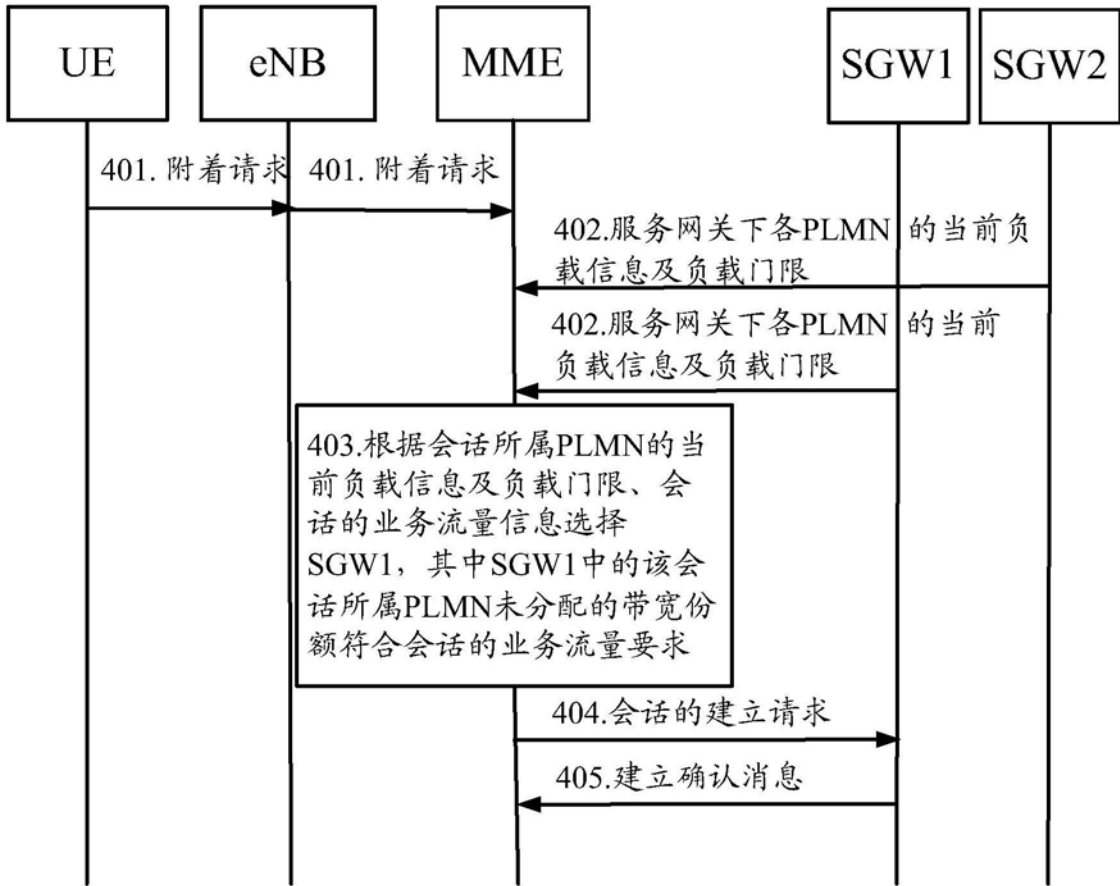 UE
eNB
MME
SGW1
SGW2
401. 附着请求
401. 附着请求
402.服务网关下各PLMN 的当前负
载信息及负载门限
402.服务网关下各PLMN 的当前
负载信息及负载门限
403.根据会话所属PLMN的当
前负载信息及负载门限、会
话的业务流量信息选择
SGW1，其中SGW1中的该会
话所属PLMN未分配的带宽份
额符合会话的业务流量要求
404.会话的建立请求
405.建立确认消息